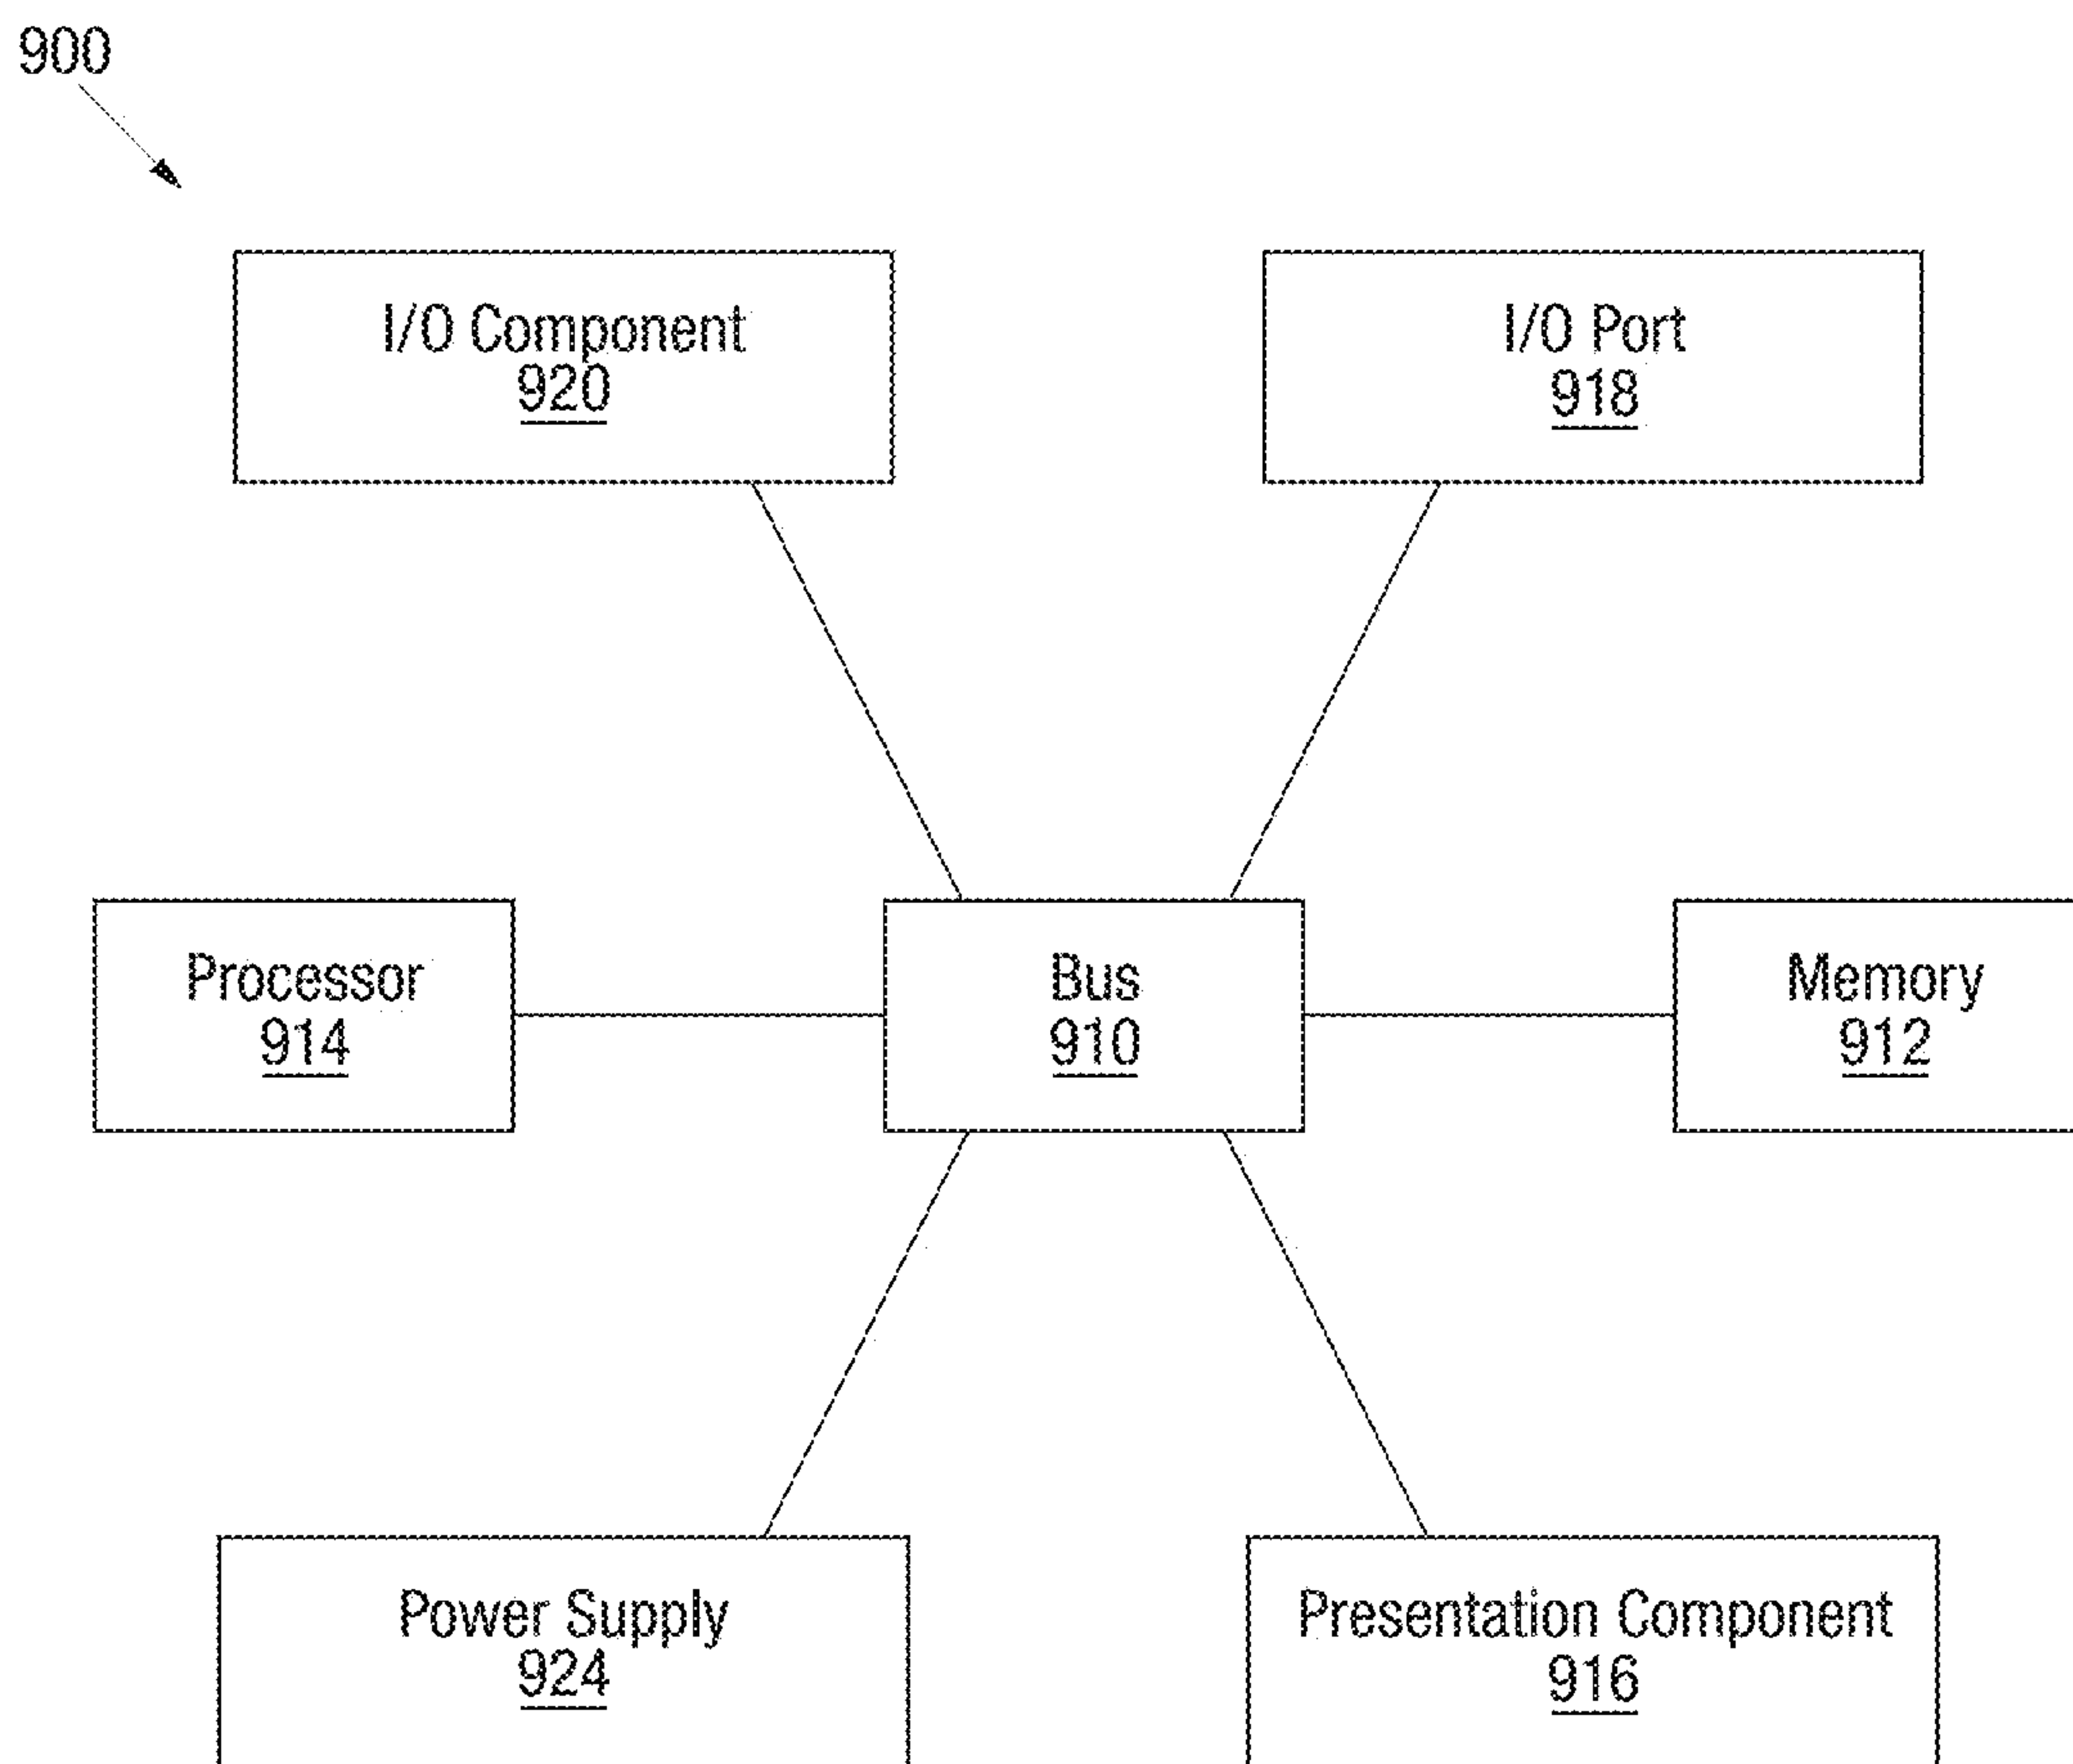 900
I/O Component
920
I/O Port
918
Processor
914
Bus
910
Memory
912
Power Supply
924
Presentation Component
916